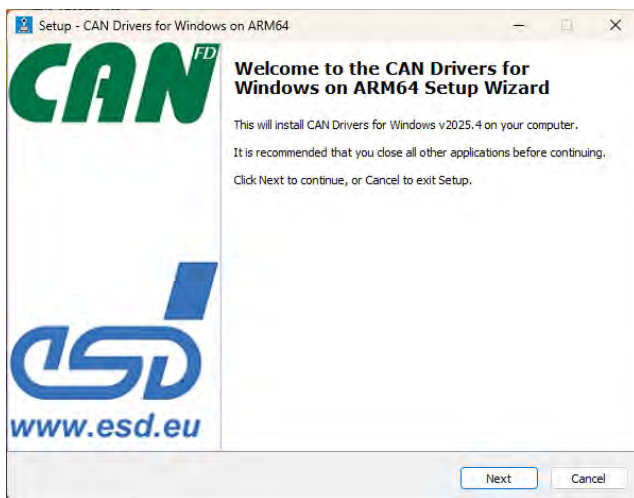 Setup - CAN Drivers for Windows on ARM64
CAN FD
Welcome to the CAN Drivers for
Windows on ARM64 Setup Wizard
This will install CAN Drivers for Windows v2025.4 on your computer.
It is recommended that you close all other applications before continuing.
Click Next to continue, or Cancel to exit Setup.
esd
www.esd.eu
Next Cancel